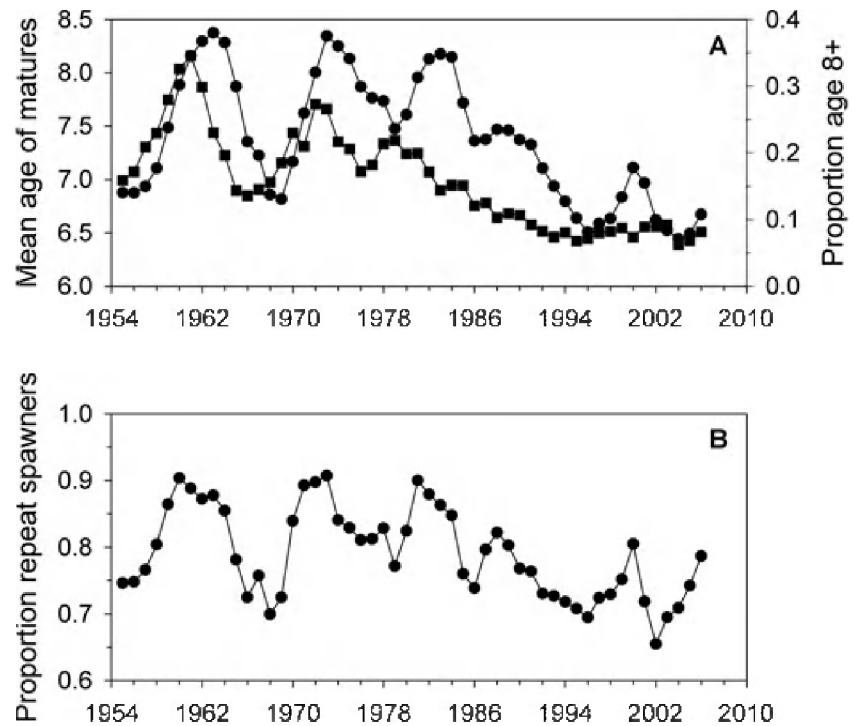 8.5
8.0
7.5
7.0
6.5
6.0
Mean age of matures
A
0.4
0.3
0.2
0.1
0.0
Proportion age 8+
1954 1962 1970 1978 1986 1994 2002 2010
1.0
0.9
0.8
0.7
0.6
Proportion repeat spawners
B
1954 1962 1970 1978 1986 1994 2002 2010